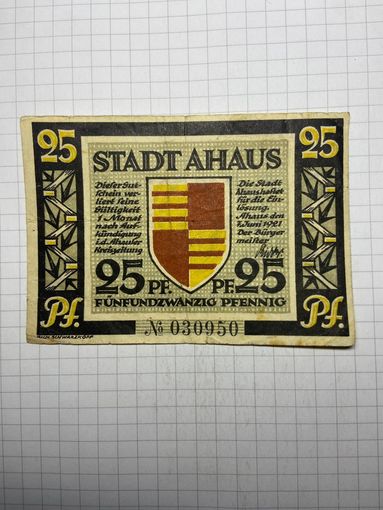 25 25
STADT AHAUS
Dieser Gut-
schein ver-
liert seine
Gültigkeit
1 Monat
nach Auf-
kündigung
i.d. Ahauser
Kreiszeitung
Die Stadt
Ahaus haftet
für die Ein-
lösung.
Ahaus den
7. Juni 1921
Der Bürger
meister
25 PF. PF. 25
FÜNFUNDZWANZIG PFENNIG
Pf. Pf.
№ 030950
SCHWARZKOPF